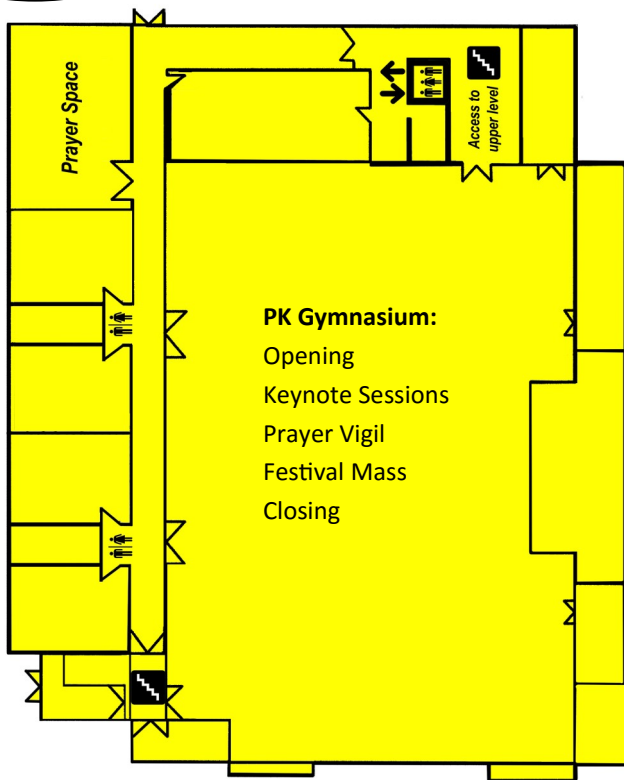 Prayer Space
Access to
upper level
PK Gymnasium:
Opening
Keynote Sessions
Prayer Vigil
Festival Mass
Closing